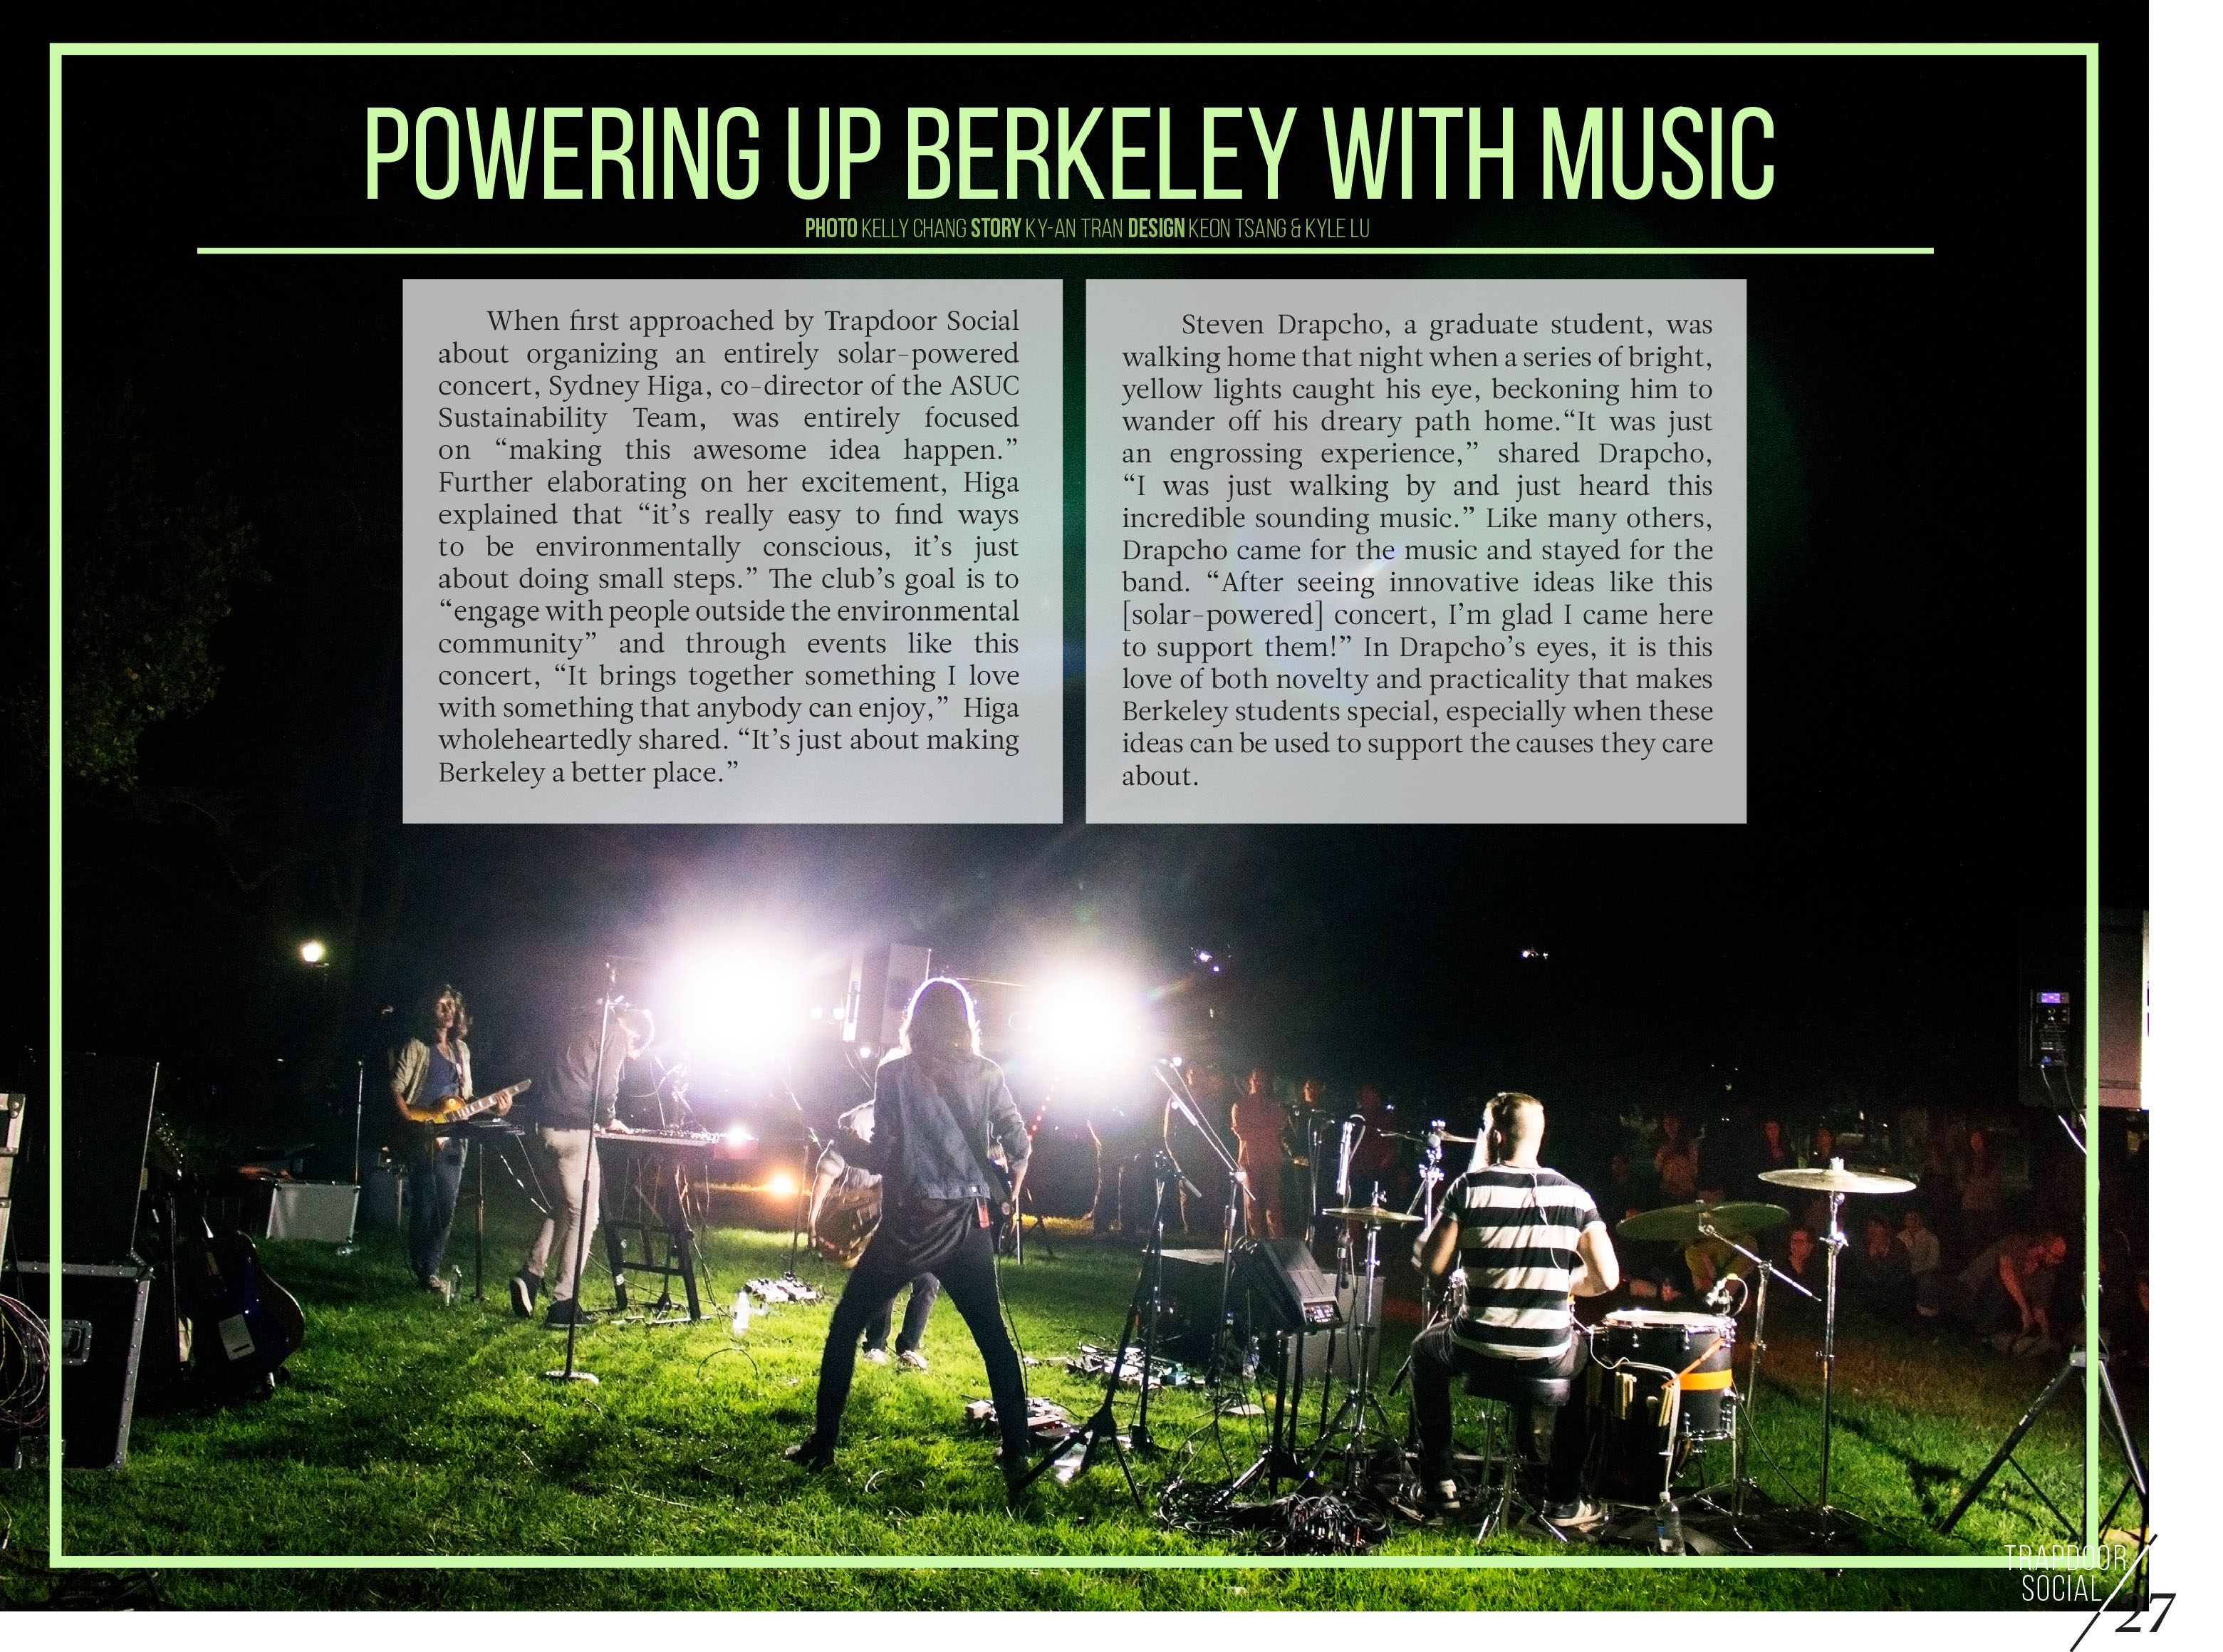 POWERING UP BERKELEY WITH MUSIC
PHOTO KELLY CHANG STORY KY-AN TRAN DESIGN KEON TSANG & KYLE LU
When first approached by Trapdoor Social
about organizing an entirely solar-powered
concert, Sydney Higa, co-director of the ASUC
Sustainability Team, was entirely focused
on “making this awesome idea happen.”
Further elaborating on her excitement, Higa
explained that “it’s really easy to find ways
to be environmentally conscious, it’s just
about doing small steps.” The club’s goal is to
“engage with people outside the environmental
community” and through events like this
concert, “It brings together something I love
with something that anybody can enjoy,” Higa
wholeheartedly shared. “It’s just about making
Berkeley a better place.”
Steven Drapcho, a graduate student, was
walking home that night when a series of bright,
yellow lights caught his eye, beckoning him to
wander off his dreary path home.“It was just
an engrossing experience,” shared Drapcho,
“I was just walking by and just heard this
incredible sounding music.” Like many others,
Drapcho came for the music and stayed for the
band. “After seeing innovative ideas like this
[solar-powered] concert, I’m glad I came here
to support them!” In Drapcho’s eyes, it is this
love of both novelty and practicality that makes
Berkeley students special, especially when these
ideas can be used to support the causes they care
about.
TRAPDOOR
SOCIAL
27